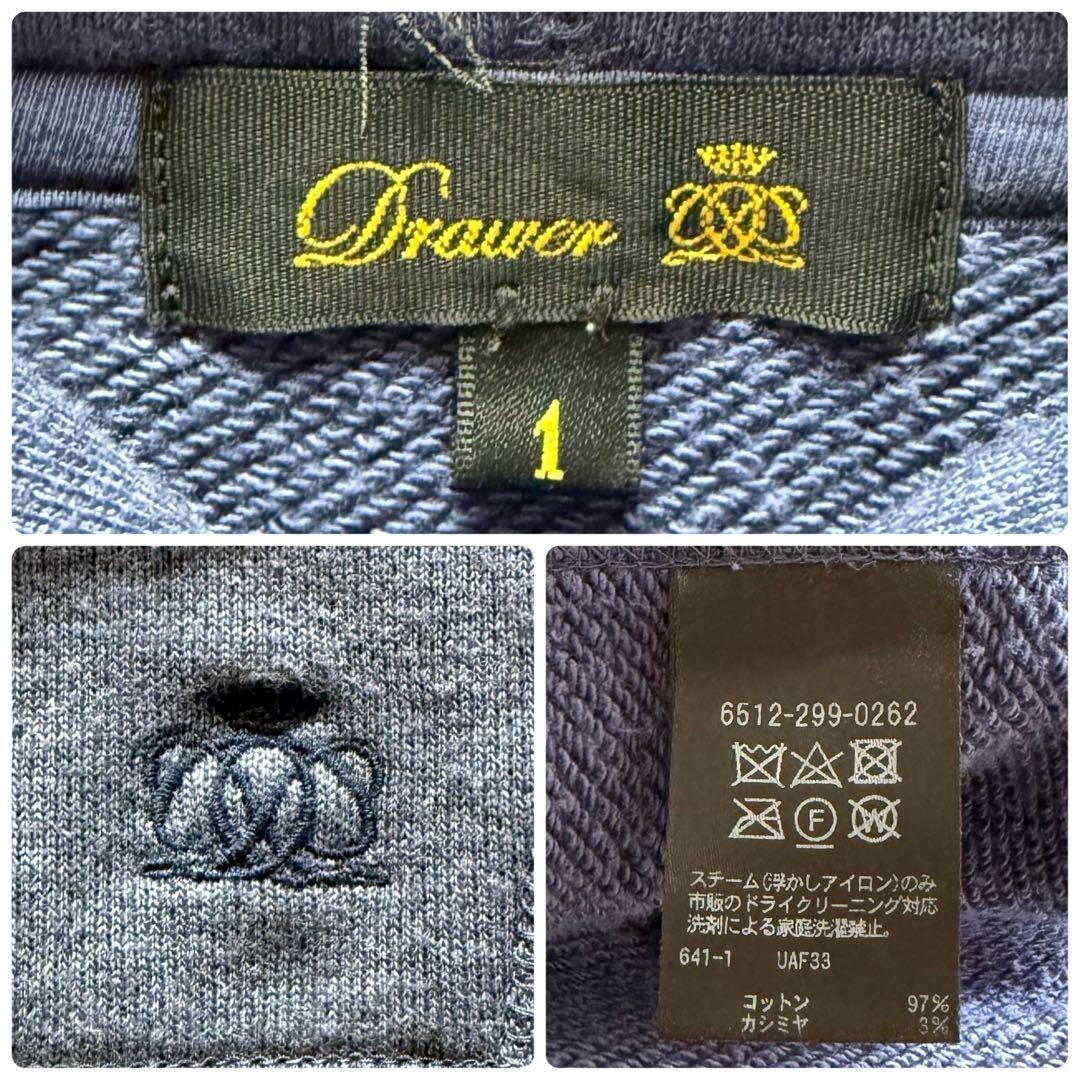 Drawer
1
6512-299-0262
F W
スチーム(浮かしアイロン)のみ
市販のドライクリーニング対応
洗剤による家庭洗濯禁止。
641-1 UAF33
コットン 97%
カシミヤ 3%